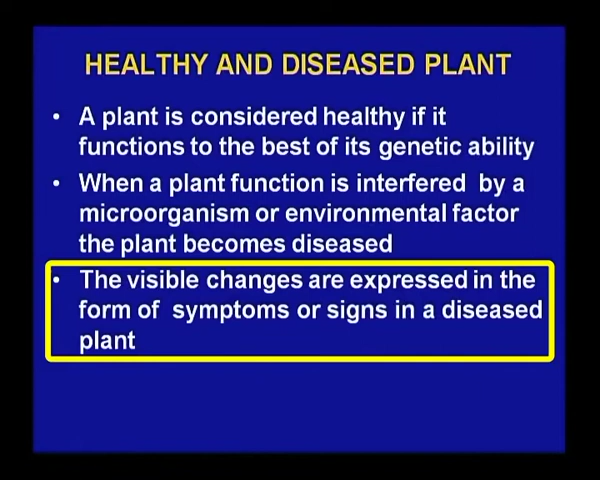 HEALTHY AND DISEASED PLANT
• A plant is considered healthy if it
functions to the best of its genetic ability
• When a plant function is interfered by a
microorganism or environmental factor
the plant becomes diseased
• The visible changes are expressed in the
form of symptoms or signs in a diseased
plant